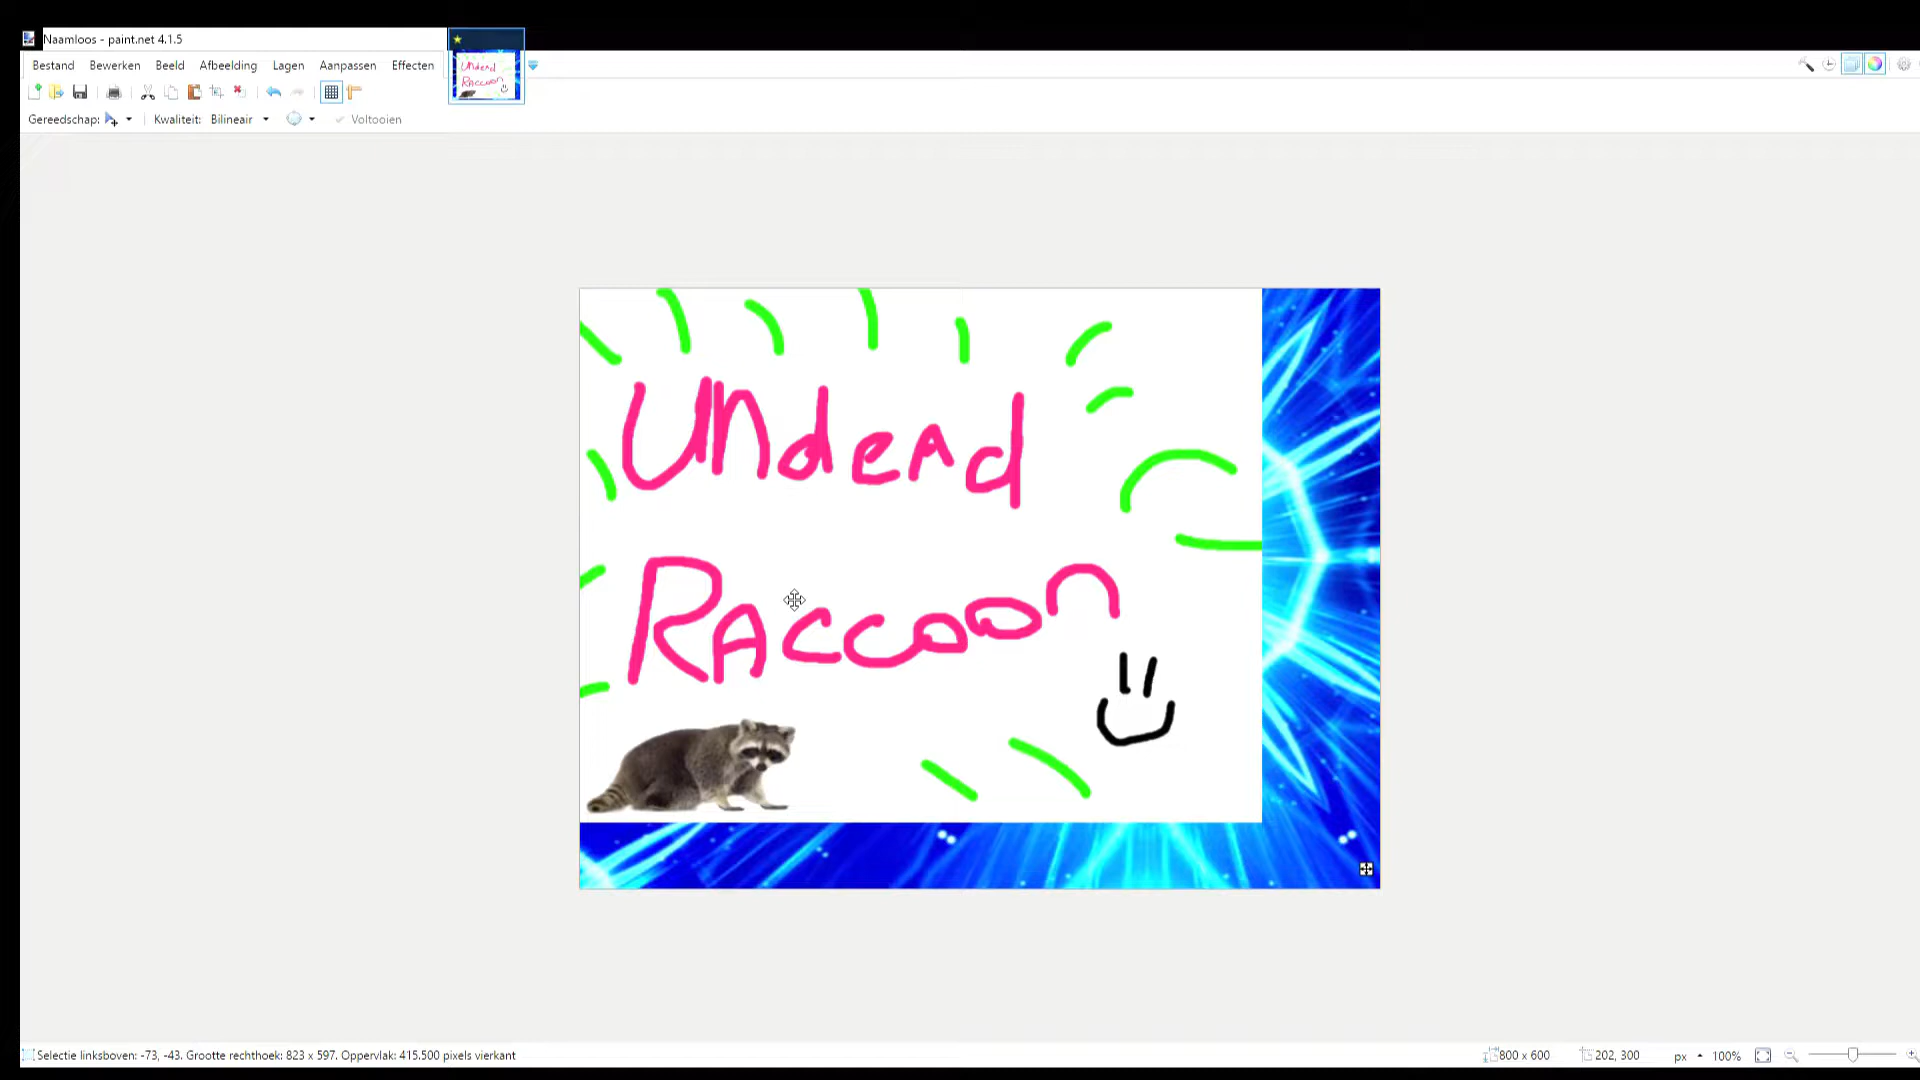 Naamloos - paint.net 4.1.5
Bestand Bewerken Beeld Afbeelding Lagen Aanpassen Effecten
Undead
Raccoon
Gereedschap: Kwaliteit: Bilineair Voltooien
Undead
Raccoon
Selectie linksboven: -73, -43. Grootte rechthoek: 823 x 597. Oppervlak: 415.500 pixels vierkant 800 x 600 202, 300 px 100%